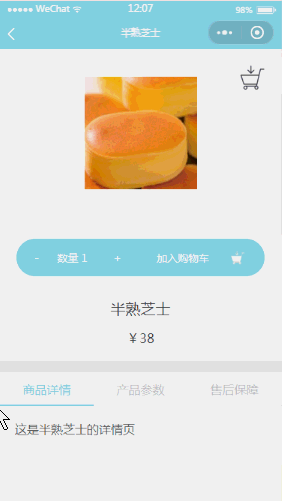 WeChat 12:07 98%
半熟芝士
- 数量 1 + 加入购物车
半熟芝士
￥38
商品详情 产品参数 售后保障
这是半熟芝士的详情页